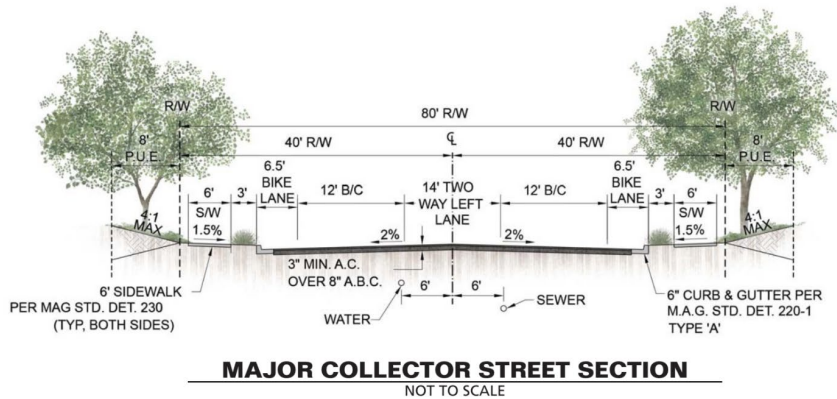 R/W
R/W
80' R/W
8'
P.U.E.
40' R/W
℄
40' R/W
8'
P.U.E.
6'
S/W
3'
6.5'
BIKE
LANE
12' B/C
14' TWO
WAY LEFT
LANE
12' B/C
6.5'
BIKE
LANE
3'
6'
S/W
4:1
MAX
1.5%
2%
2%
1.5%
4:1
MAX
3" MIN. A.C.
OVER 8" A.B.C.
6' SIDEWALK
PER MAG STD. DET. 230
(TYP, BOTH SIDES)
WATER
6'
6'
SEWER
6" CURB & GUTTER PER
M.A.G. STD. DET. 220-1
TYPE 'A'
MAJOR COLLECTOR STREET SECTION
NOT TO SCALE